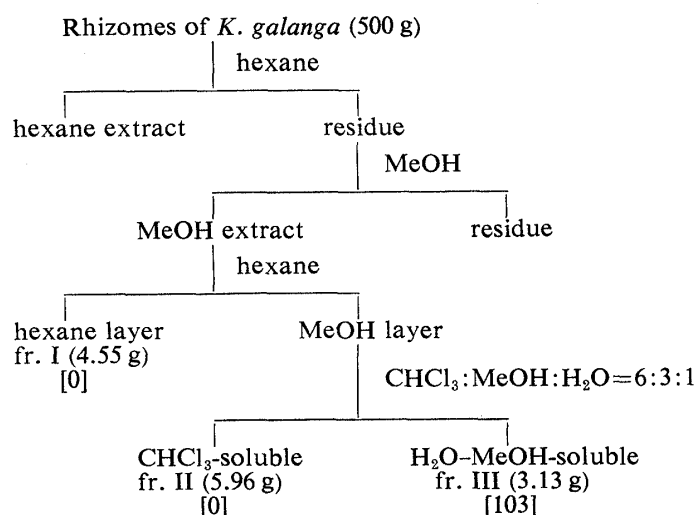 Rhizomes of K. galanga (500 g)
hexane
hexane extract residue
MeOH
MeOH extract residue
hexane
hexane layer MeOH layer
fr. I (4.55 g)
[0]
CHCl₃:MeOH:H₂O=6:3:1
CHCl₃-soluble H₂O–MeOH-soluble
fr. II (5.96 g) fr. III (3.13 g)
[0] [103]